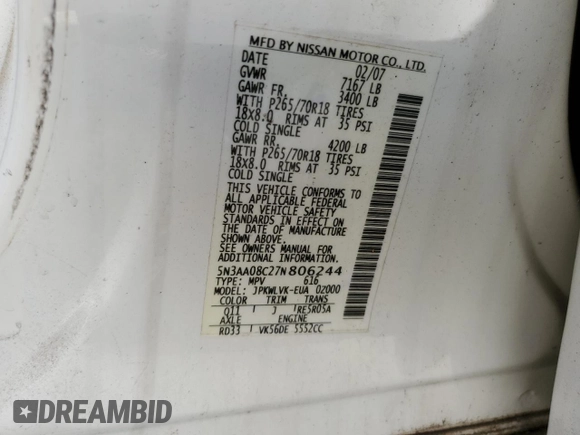 MFD BY NISSAN MOTOR CO., LTD.
DATE 02/07
GVWR 7167 LB
GAWR FR. 3400 LB
WITH P265/70R18 TIRES
18X8.0 RIMS AT 35 PSI
COLD SINGLE
GAWR RR. 4200 LB
WITH P265/70R18 TIRES
18X8.0 RIMS AT 35 PSI
COLD SINGLE
THIS VEHICLE CONFORMS TO
ALL APPLICABLE FEDERAL
MOTOR VEHICLE SAFETY
STANDARDS IN EFFECT ON
THE DATE OF MANUFACTURE
SHOWN ABOVE.
SEE OWNERS MANUAL FOR
ADDITIONAL INFORMATION.
5N3AA08C27N806244
TYPE: MPV 616
MODEL: JPKWLVK-EUA 02000
COLOR TRIM TRANS
Q11 J RE5R05A
AXLE ENGINE
RD33 VK56DE 5552CC
DREAMBID